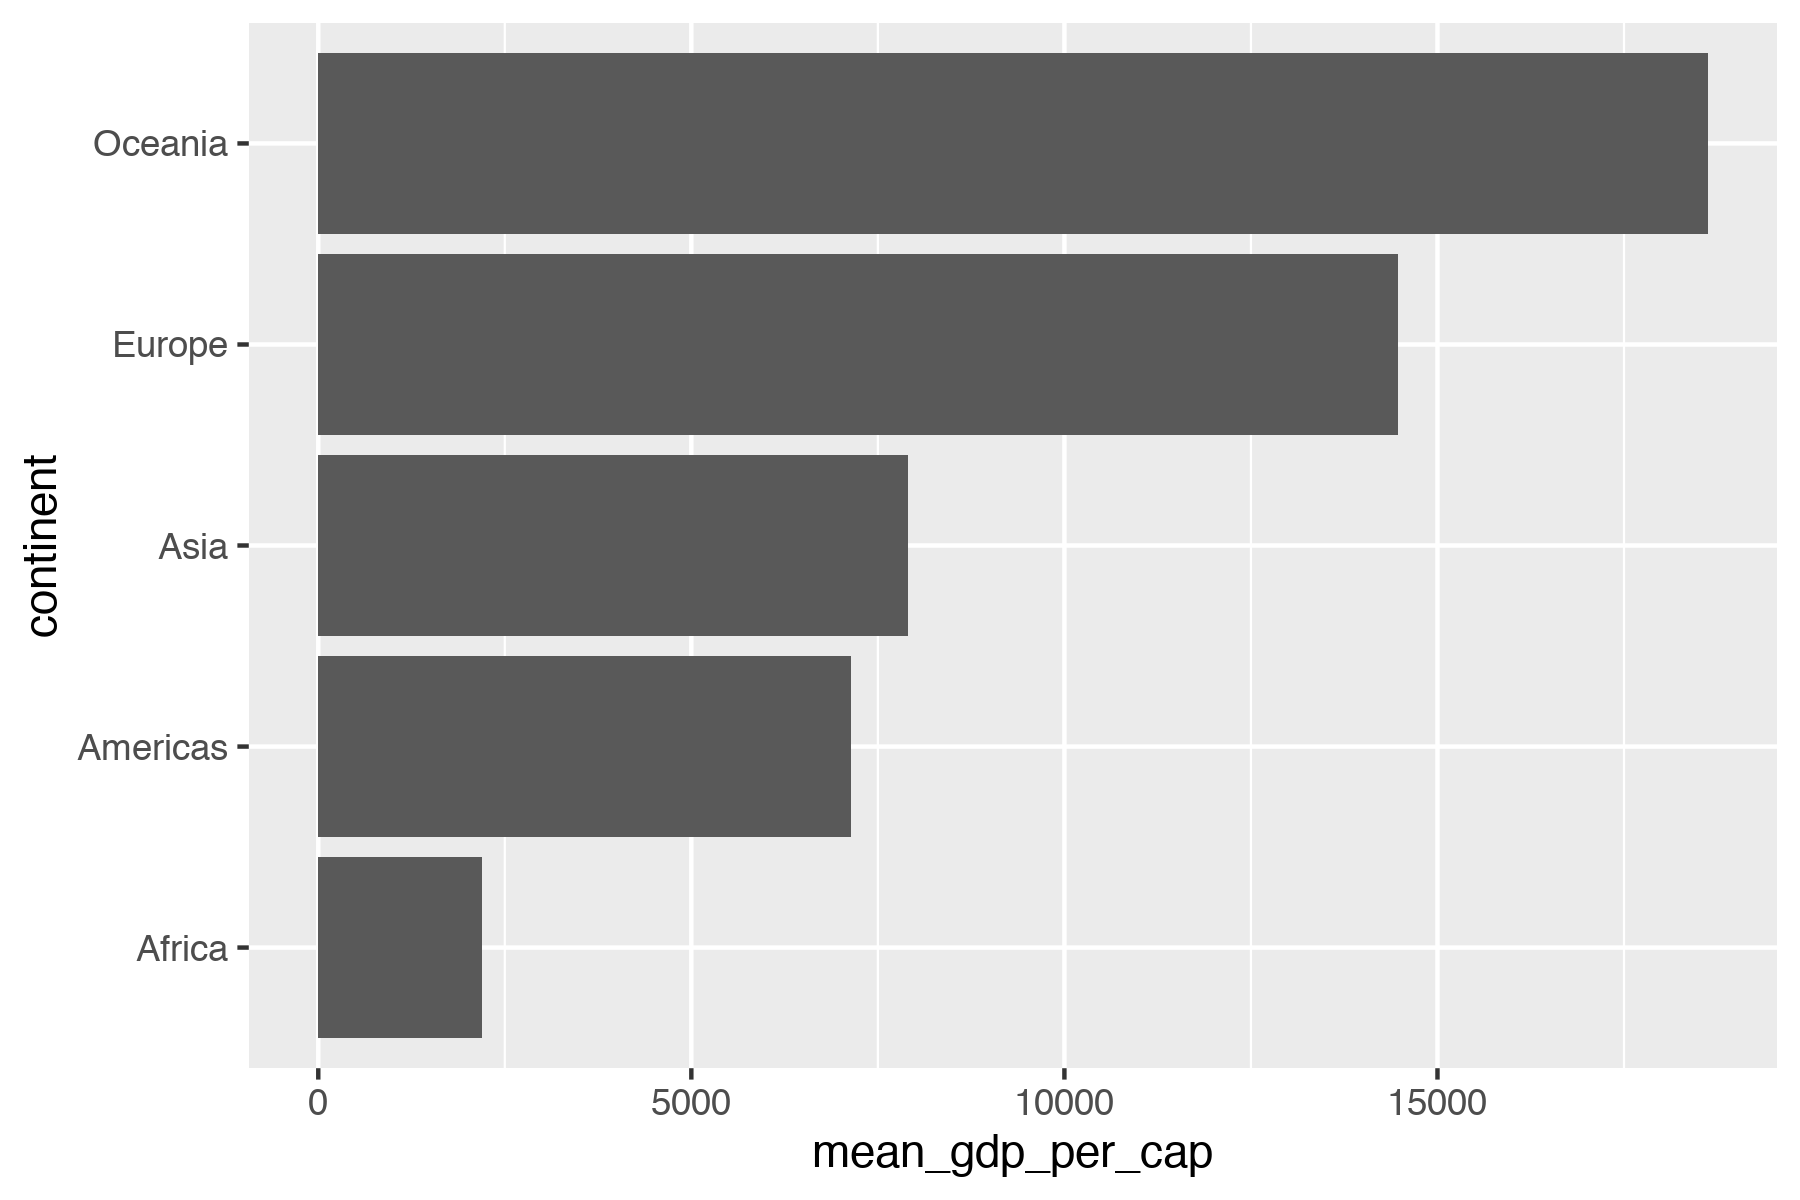 continent
Oceania
Europe
Asia
Americas
Africa
0 5000 10000 15000
mean_gdp_per_cap